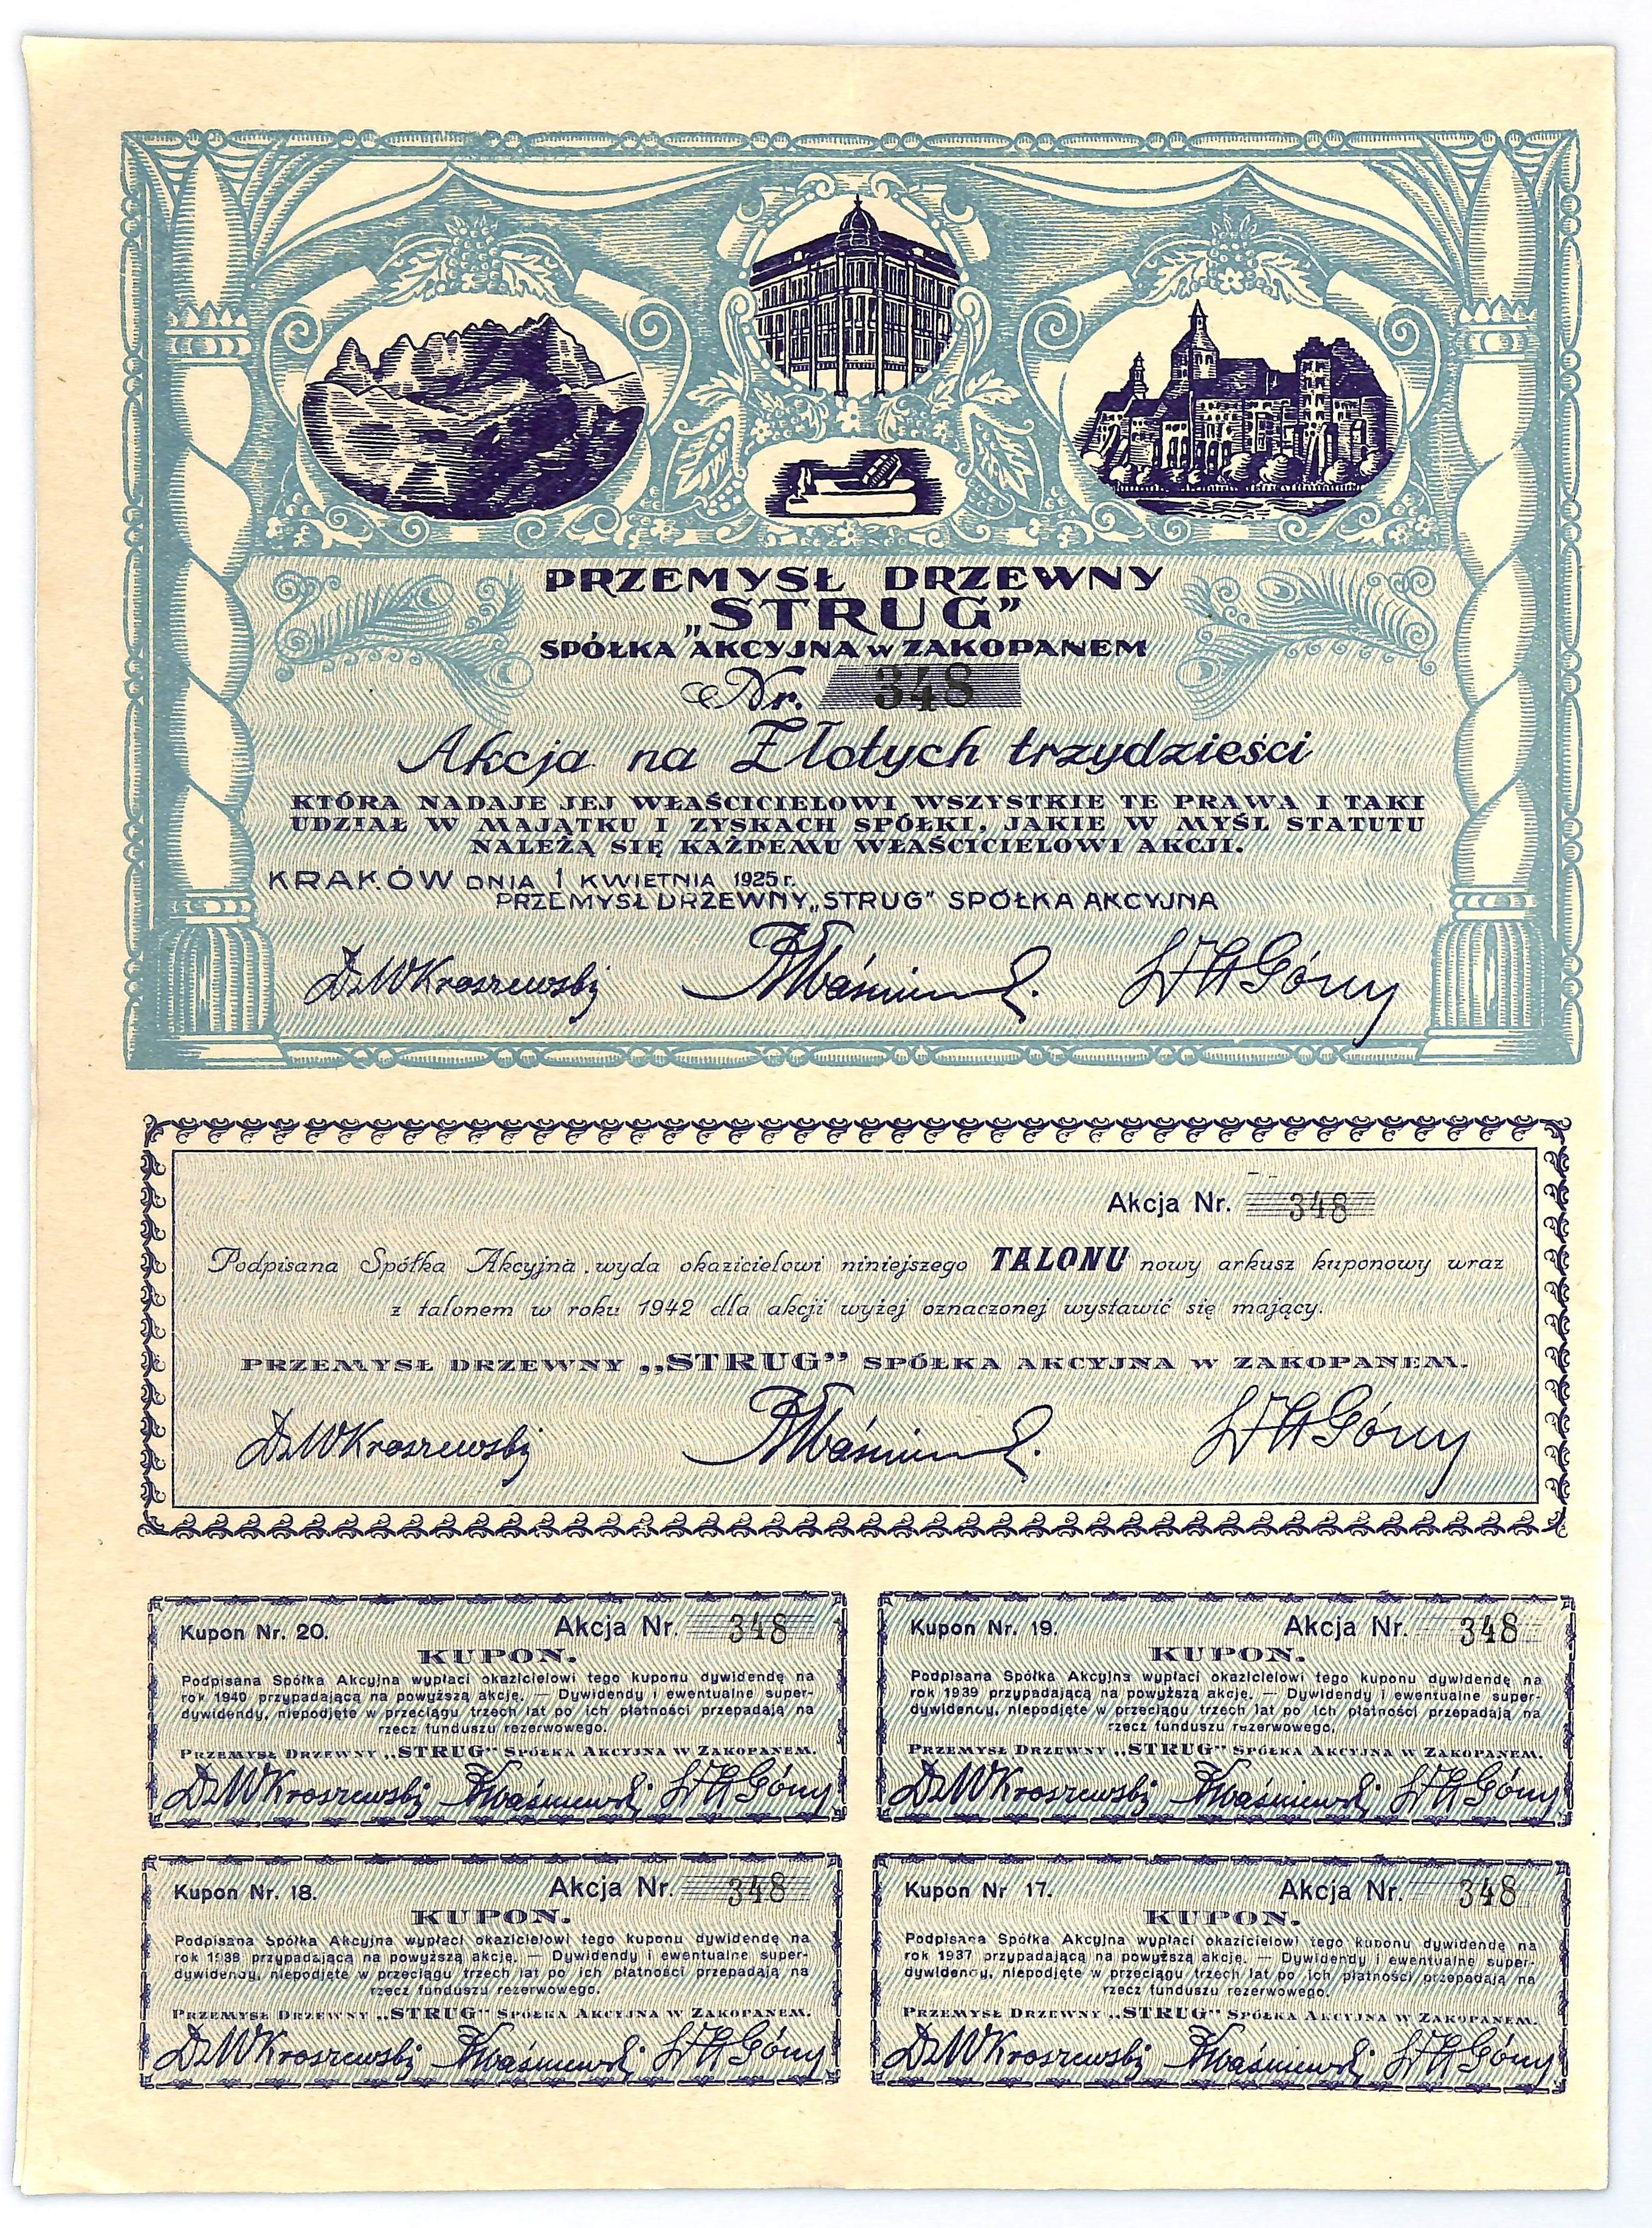 PRZEMYSŁ DRZEWNY
„STRUG”
SPÓŁKA AKCYJNA w ZAKOPANEM
Nr. 348
Akcja na Złotych trzydzieści
KTÓRA NADAJE JEJ WŁAŚCICIELOWI WSZYSTKIE TE PRAWA I TAKI
UDZIAŁ W MAJĄTKU I ZYSKACH SPÓŁKI, JAKIE W MYŚL STATUTU
NALEŻĄ SIĘ KAŻDEMU WŁAŚCICIELOWI AKCJI.
KRAKÓW DNIA 1 KWIETNIA 1925 r.
PRZEMYSŁ DRZEWNY „STRUG” SPÓŁKA AKCYJNA
Akcja Nr. 348
Podpisana Spółka Akcyjna wyda okazicielowi niniejszego TALONU nowy arkusz kuponowy wraz
z talonem w roku 1942 dla akcji wyżej oznaczonej wystawić się mający.
PRZEMYSŁ DRZEWNY „STRUG” SPÓŁKA AKCYJNA W ZAKOPANEM.
Kupon Nr. 20. Akcja Nr. 348
KUPON.
Podpisana Spółka Akcyjna wypłaci okazicielowi tego kuponu dywidendę na
rok 1940 przypadającą na powyższą akcję. — Dywidendy i ewentualne super-
dywidendy, niepodjęte w przeciągu trzech lat po ich płatności przepadają na
rzecz funduszu rezerwowego.
PRZEMYSŁ DRZEWNY „STRUG” SPÓŁKA AKCYJNA W ZAKOPANEM.
Kupon Nr. 19. Akcja Nr. 348
KUPON.
Podpisana Spółka Akcyjna wypłaci okazicielowi tego kuponu dywidendę na
rok 1939 przypadającą na powyższą akcję. — Dywidendy i ewentualne super-
dywidendy, niepodjęte w przeciągu trzech lat po ich płatności przepadają na
rzecz funduszu rezerwowego.
PRZEMYSŁ DRZEWNY „STRUG” SPÓŁKA AKCYJNA W ZAKOPANEM.
Kupon Nr. 18. Akcja Nr. 348
KUPON.
Podpisana Spółka Akcyjna wypłaci okazicielowi tego kuponu dywidendę na
rok 1938 przypadającą na powyższą akcję. — Dywidendy i ewentualne super-
dywidendy, niepodjęte w przeciągu trzech lat po ich płatności przepadają na
rzecz funduszu rezerwowego.
PRZEMYSŁ DRZEWNY „STRUG” SPÓŁKA AKCYJNA W ZAKOPANEM.
Kupon Nr 17. Akcja Nr. 348
KUPON.
Podpisana Spółka Akcyjna wypłaci okazicielowi tego kuponu dywidendę na
rok 1937 przypadającą na powyższą akcję. — Dywidendy i ewentualne super-
dywidendy, niepodjęte w przeciągu trzech lat po ich płatności przepadają na
rzecz funduszu rezerwowego.
PRZEMYSŁ DRZEWNY „STRUG” SPÓŁKA AKCYJNA W ZAKOPANEM.